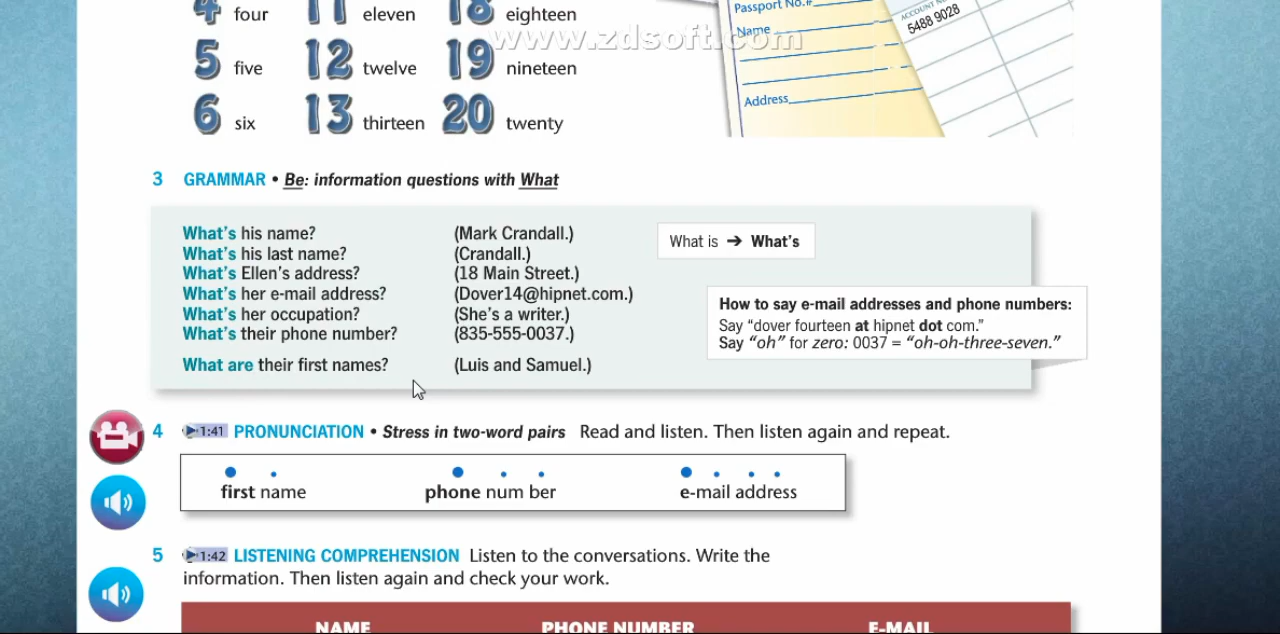 4 four 11 eleven 18 eighteen
www.zdsoft.com
Passport No.#
Name
Address
5488 9028
5 five 12 twelve 19 nineteen
6 six 13 thirteen 20 twenty
3 GRAMMAR • Be: information questions with What
What's his name? (Mark Crandall.)
What is → What's
What's his last name? (Crandall.)
What's Ellen's address? (18 Main Street.)
What's her e-mail address? (Dover14@hipnet.com.)
What's her occupation? (She's a writer.)
What's their phone number? (835-555-0037.)
What are their first names? (Luis and Samuel.)
How to say e-mail addresses and phone numbers:
Say "dover fourteen at hipnet dot com."
Say "oh" for zero: 0037 = "oh-oh-three-seven."
4 1:41 PRONUNCIATION • Stress in two-word pairs Read and listen. Then listen again and repeat.
first name phone num ber e-mail address
5 1:42 LISTENING COMPREHENSION Listen to the conversations. Write the
information. Then listen again and check your work.
NAME PHONE NUMBER E-MAIL